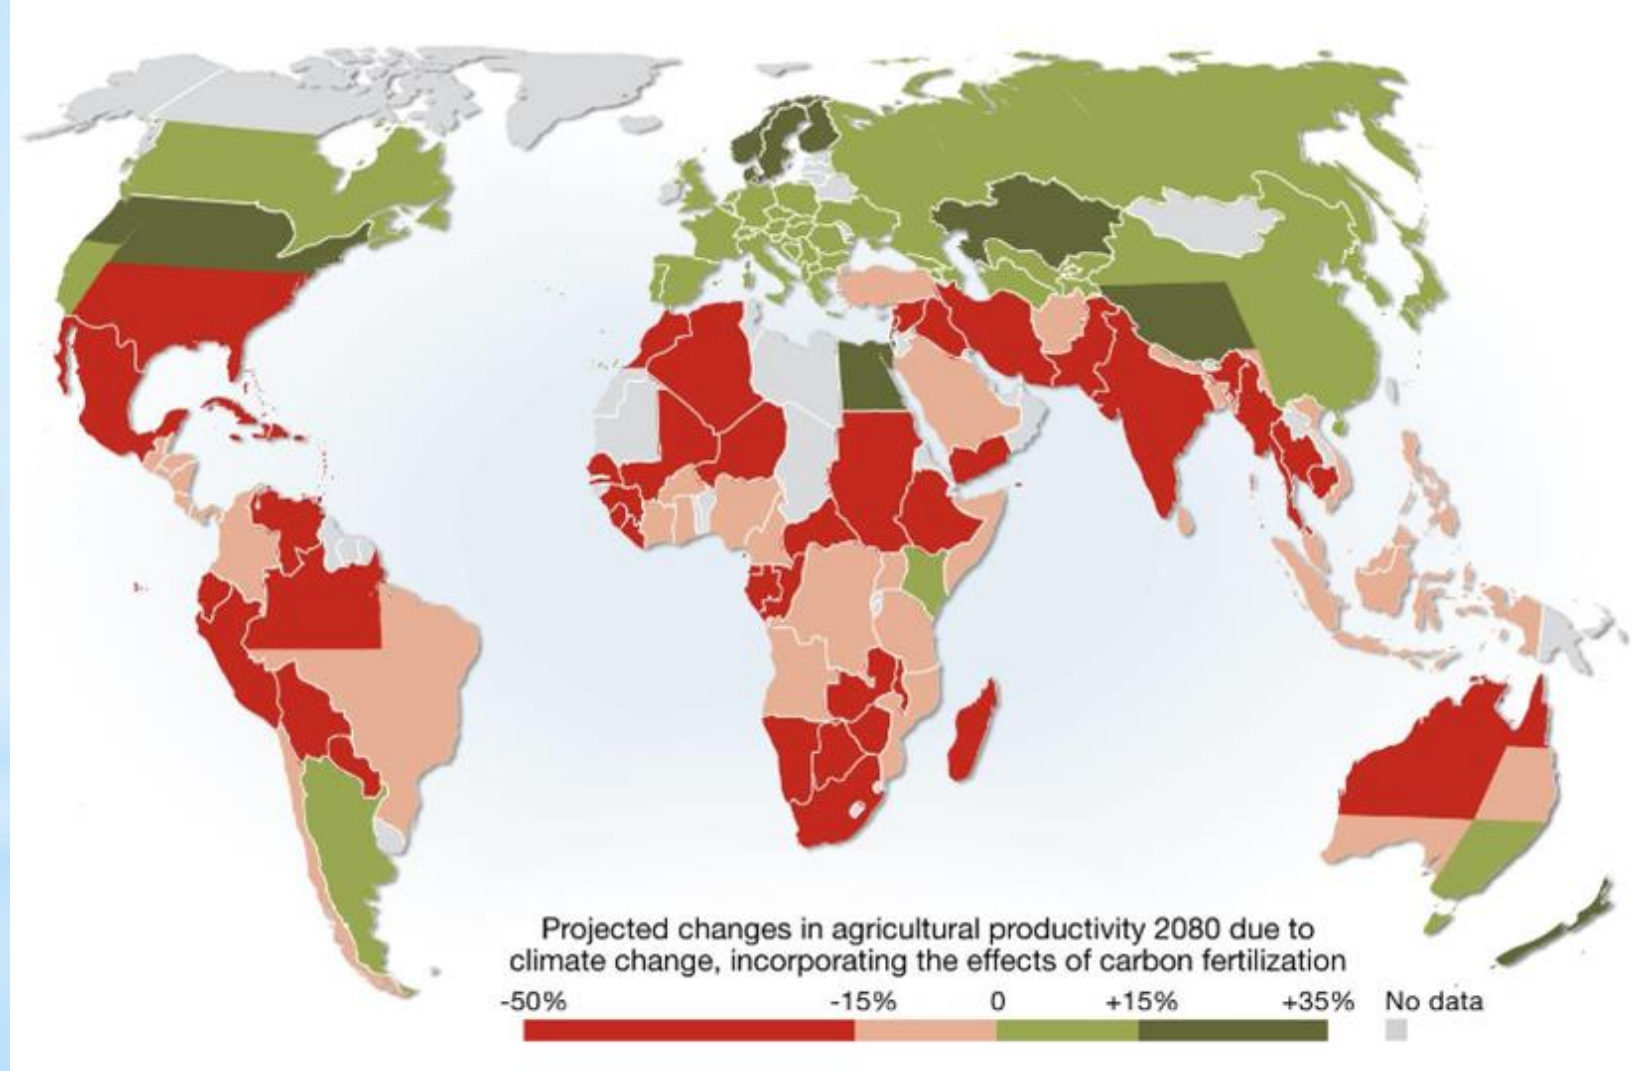 Projected changes in agricultural productivity 2080 due to
climate change, incorporating the effects of carbon fertilization
-50% -15% 0 +15% +35% No data